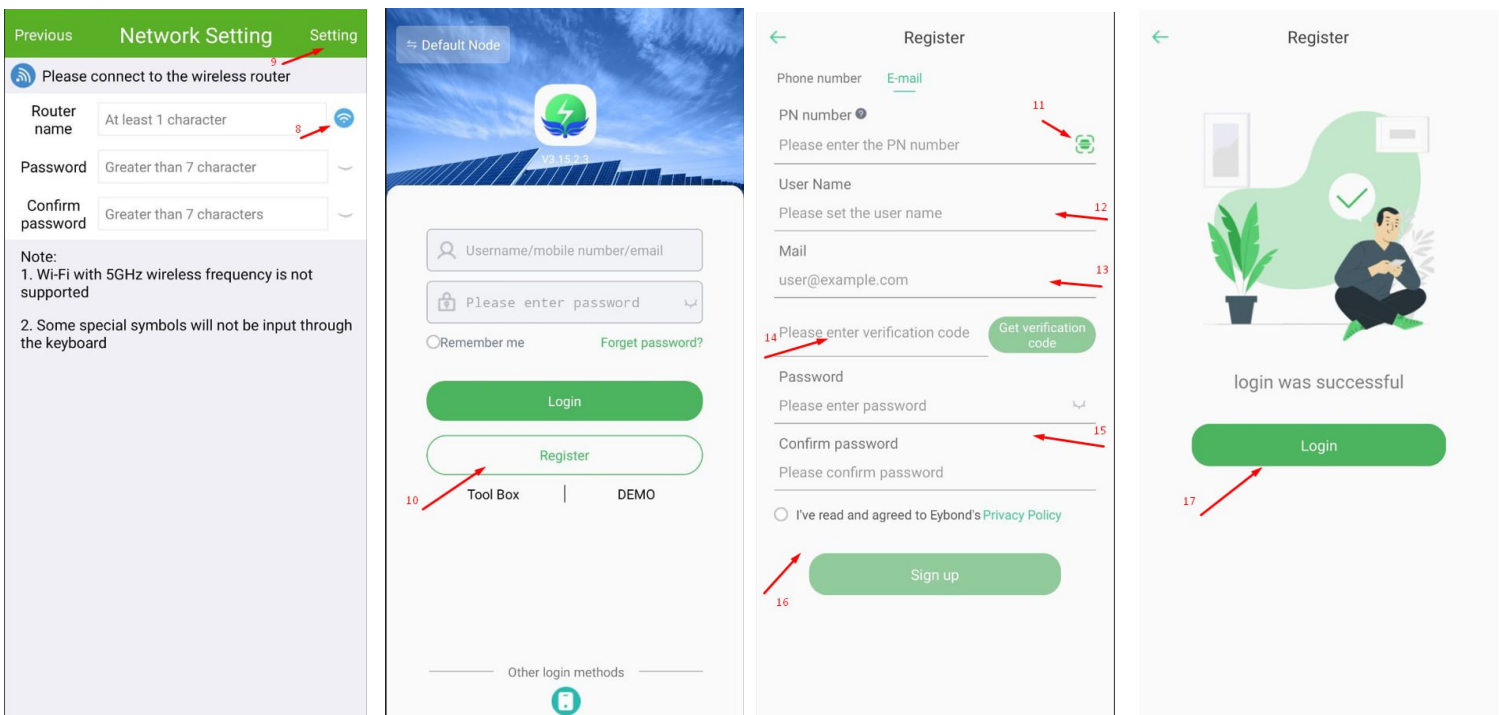 Previous
Network Setting
Setting
9
Please connect to the wireless router
Router
name
At least 1 character
8
Password
Greater than 7 character
Confirm
password
Greater than 7 characters
Note:
1. Wi-Fi with 5GHz wireless frequency is not
supported
2. Some special symbols will not be input through
the keyboard
⇋ Default Node
V3.15.2.3
Username/mobile number/email
Please enter password
Remember me
Forget password?
Login
Register
10
Tool Box
DEMO
Other login methods
Register
Phone number
E-mail
11
PN number
Please enter the PN number
User Name
Please set the user name
12
Mail
user@example.com
13
14
Please enter verification code
Get verification
code
Password
Please enter password
15
Confirm password
Please confirm password
I've read and agreed to Eybond's Privacy Policy
16
Sign up
Register
login was successful
Login
17